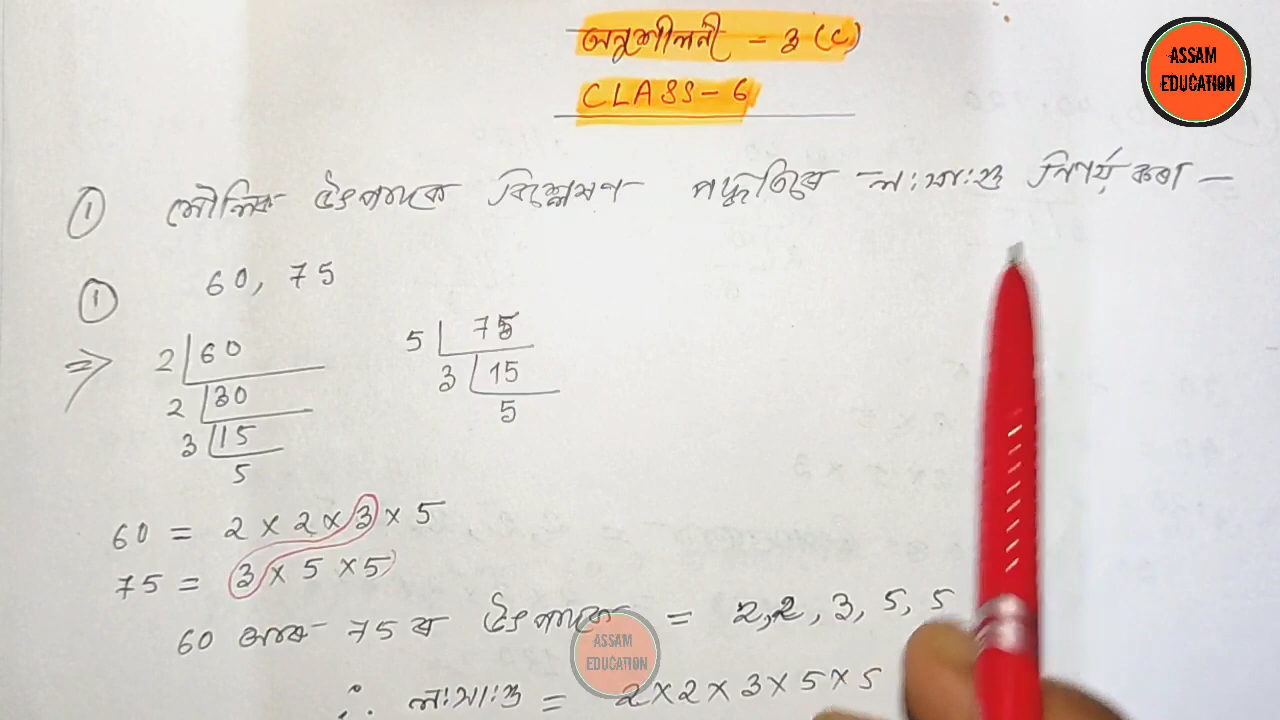 অনুশীলনী - 3 (C)
CLASS - 6
ASSAM
EDUCATION
① মৌলিক উৎপাদক বিশ্লেষণ পদ্ধতিৰে ল:সা:গু নিৰ্ণয় কৰা –
① 60, 75
⇒ 2 60 5 75
2 30 3 15
3 15 5
5
60 = 2 × 2 × 3 × 5
75 = 3 × 5 × 5
60 আৰু 75 ৰ উৎপাদক = 2, 2, 3, 5, 5
ASSAM
EDUCATION
∴ ল:সা:গু = 2 × 2 × 3 × 5 × 5